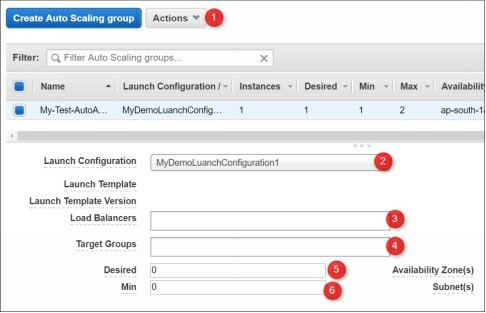 Create Auto Scaling group Actions 1
Filter: Filter Auto Scaling groups...
Name Launch Configuration / Instances Desired Min Max Availability
My-Test-AutoA... MyDemoLuanchConfig... 1 1 1 2 ap-south-1a
Launch Configuration MyDemoLuanchConfiguration1 2
Launch Template
Launch Template Version
Load Balancers 3
Target Groups 4
Desired 0 5 Availability Zone(s)
Min 0 6 Subnet(s)